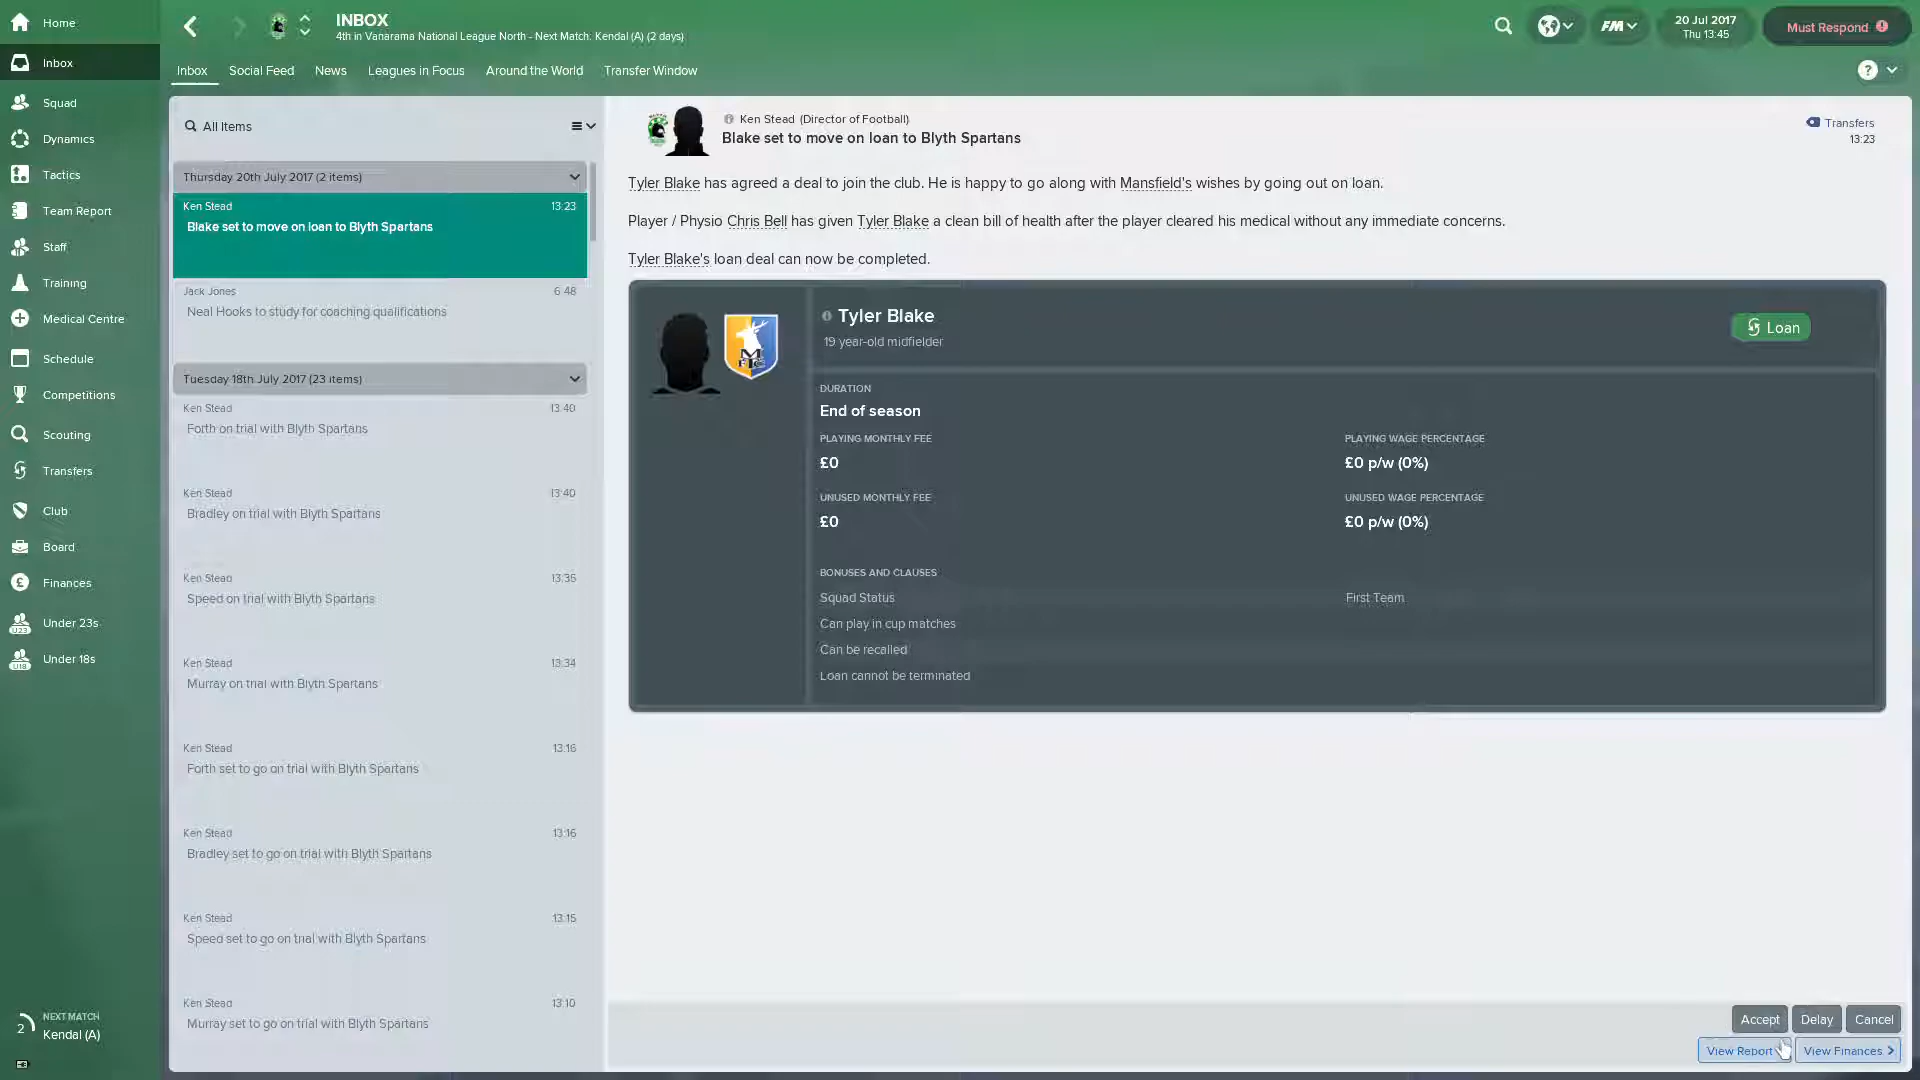 Home
Inbox
Squad
Dynamics
Tactics
Team Report
Staff
Training
Medical Centre
Schedule
Competitions
Scouting
Transfers
Club
Board
Finances
Under 23s
Under 18s
2
NEXT MATCH
Kendal (A)
INBOX
4th in Vanarama National League North - Next Match: Kendal (A) (2 days)
FM
20 Jul 2017
Thu 13:45
Must Respond
Inbox Social Feed News Leagues in Focus Around the World Transfer Window
?
All Items
Thursday 20th July 2017 (2 items)
Ken Stead 13:23
Blake set to move on loan to Blyth Spartans
Jack Jones 6:48
Neal Hooks to study for coaching qualifications
Tuesday 18th July 2017 (23 items)
Ken Stead 13:40
Forth on trial with Blyth Spartans
Ken Stead 13:40
Bradley on trial with Blyth Spartans
Ken Stead 13:35
Speed on trial with Blyth Spartans
Ken Stead 13:34
Murray on trial with Blyth Spartans
Ken Stead 13:16
Forth set to go on trial with Blyth Spartans
Ken Stead 13:16
Bradley set to go on trial with Blyth Spartans
Ken Stead 13:15
Speed set to go on trial with Blyth Spartans
Ken Stead 13:10
Murray set to go on trial with Blyth Spartans
Ken Stead (Director of Football)
Blake set to move on loan to Blyth Spartans
Transfers
13:23
Tyler Blake has agreed a deal to join the club. He is happy to go along with Mansfield's wishes by going out on loan.
Player / Physio Chris Bell has given Tyler Blake a clean bill of health after the player cleared his medical without any immediate concerns.
Tyler Blake's loan deal can now be completed.
Tyler Blake
19 year-old midfielder
Loan
DURATION
End of season
PLAYING MONTHLY FEE PLAYING WAGE PERCENTAGE
£0 £0 p/w (0%)
UNUSED MONTHLY FEE UNUSED WAGE PERCENTAGE
£0 £0 p/w (0%)
BONUSES AND CLAUSES
Squad Status First Team
Can play in cup matches
Can be recalled
Loan cannot be terminated
Accept Delay Cancel
View Report View Finances